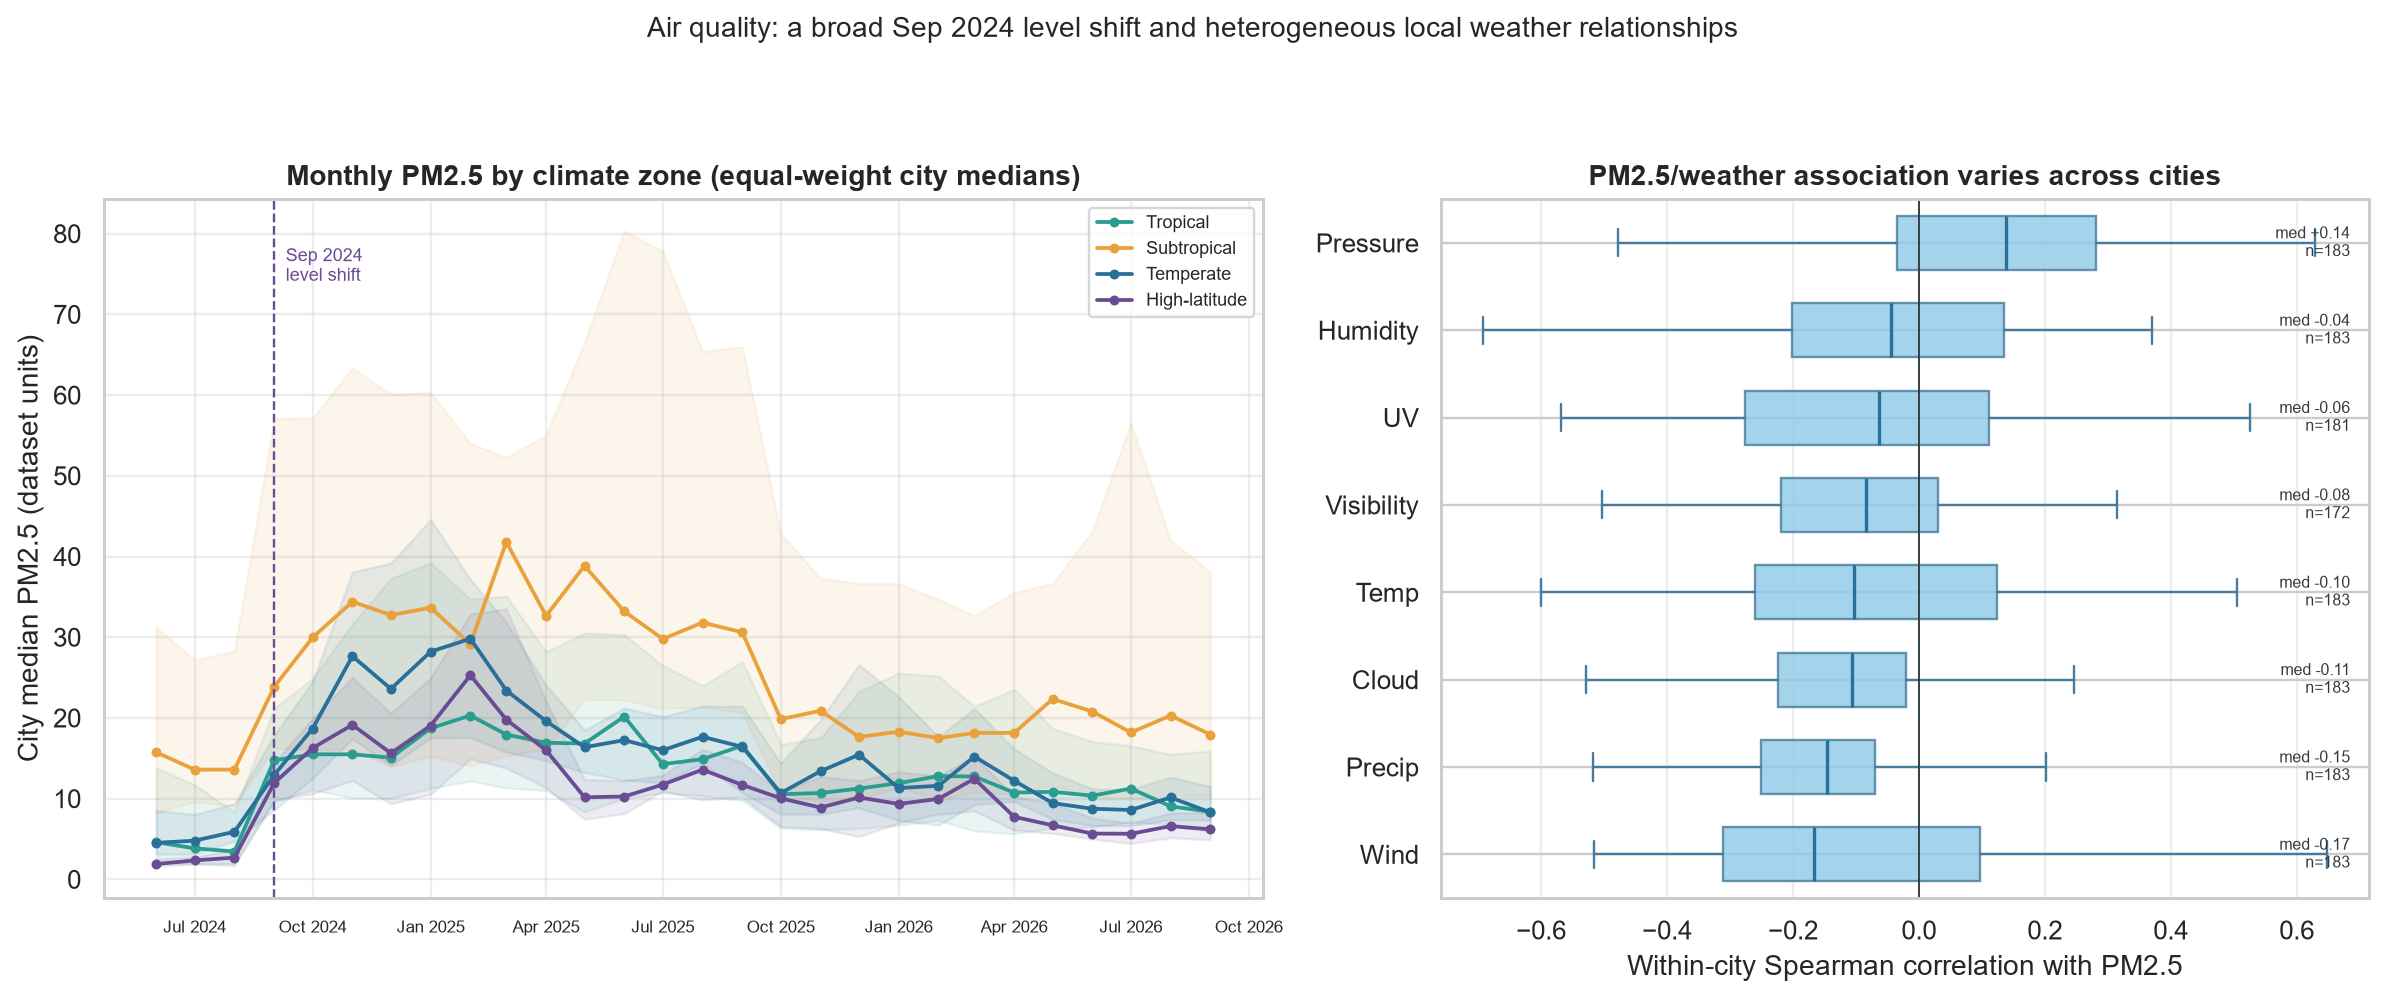 Air quality: a broad Sep 2024 level shift and heterogeneous local weather relationships
Monthly PM2.5 by climate zone (equal-weight city medians)
City median PM2.5 (dataset units)
80
70
60
50
40
30
20
10
0
Sep 2024
level shift
Tropical
Subtropical
Temperate
High-latitude
Jul 2024
Oct 2024
Jan 2025
Apr 2025
Jul 2025
Oct 2025
Jan 2026
Apr 2026
Jul 2026
Oct 2026
PM2.5/weather association varies across cities
Pressure
med +0.14
n=183
Humidity
med -0.04
n=183
UV
med -0.06
n=181
Visibility
med -0.08
n=172
Temp
med -0.10
n=183
Cloud
med -0.11
n=183
Precip
med -0.15
n=183
Wind
med -0.17
n=183
−0.6
−0.4
−0.2
0.0
0.2
0.4
0.6
Within-city Spearman correlation with PM2.5